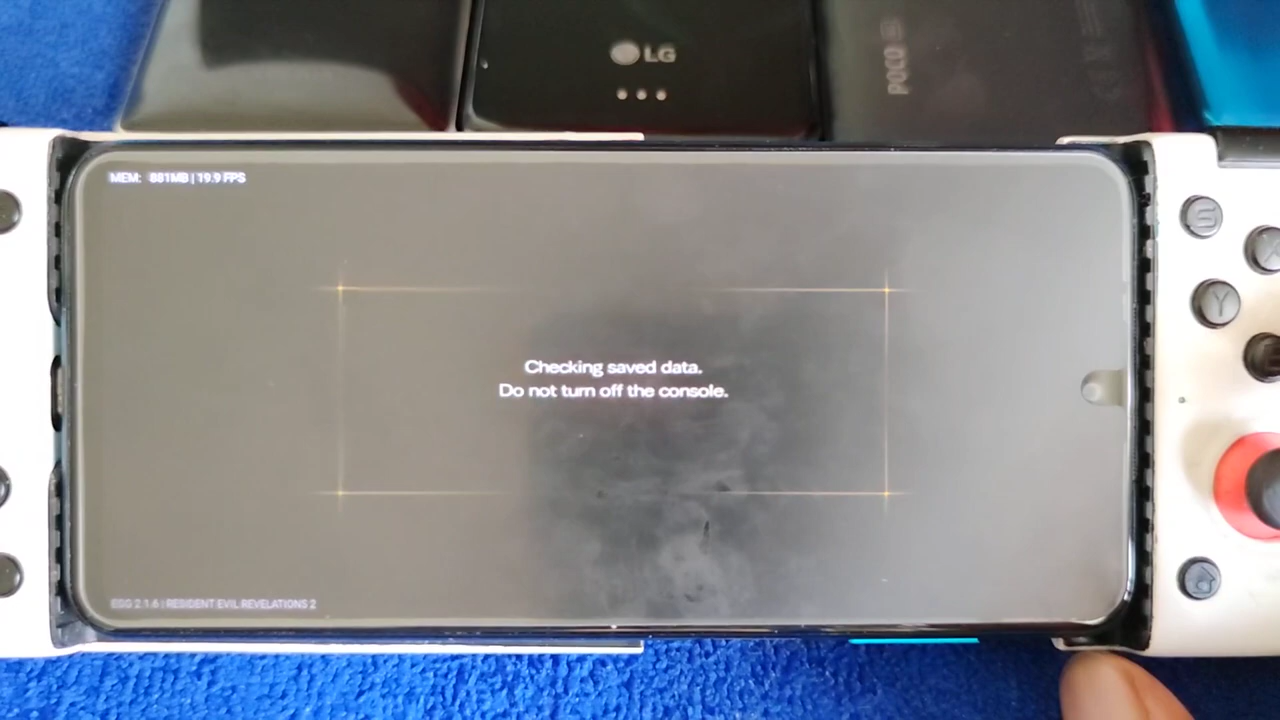 LG
POCO
MEM: 881MB | 19.9 FPS
Checking saved data.
Do not turn off the console.
EGG 2.1.6 | RESIDENT EVIL REVELATIONS 2
X
Y